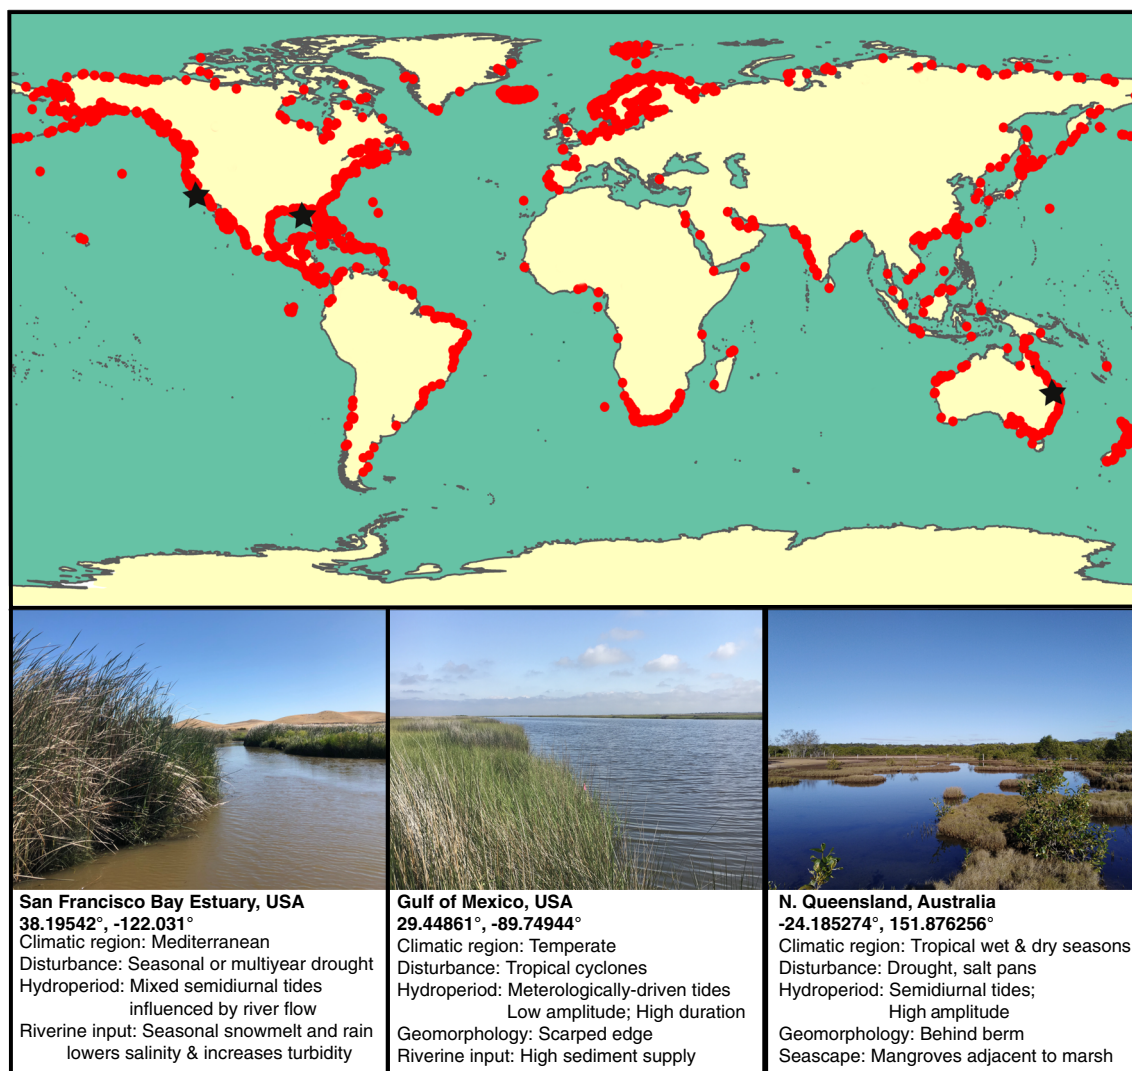 San Francisco Bay Estuary, USA
38.19542°, -122.031°
Climatic region: Mediterranean
Disturbance: Seasonal or multiyear drought
Hydroperiod: Mixed semidiurnal tides
influenced by river flow
Riverine input: Seasonal snowmelt and rain
lowers salinity & increases turbidity
Gulf of Mexico, USA
29.44861°, -89.74944°
Climatic region: Temperate
Disturbance: Tropical cyclones
Hydroperiod: Meterologically-driven tides
Low amplitude; High duration
Geomorphology: Scarped edge
Riverine input: High sediment supply
N. Queensland, Australia
-24.185274°, 151.876256°
Climatic region: Tropical wet & dry seasons
Disturbance: Drought, salt pans
Hydroperiod: Semidiurnal tides;
High amplitude
Geomorphology: Behind berm
Seascape: Mangroves adjacent to marsh